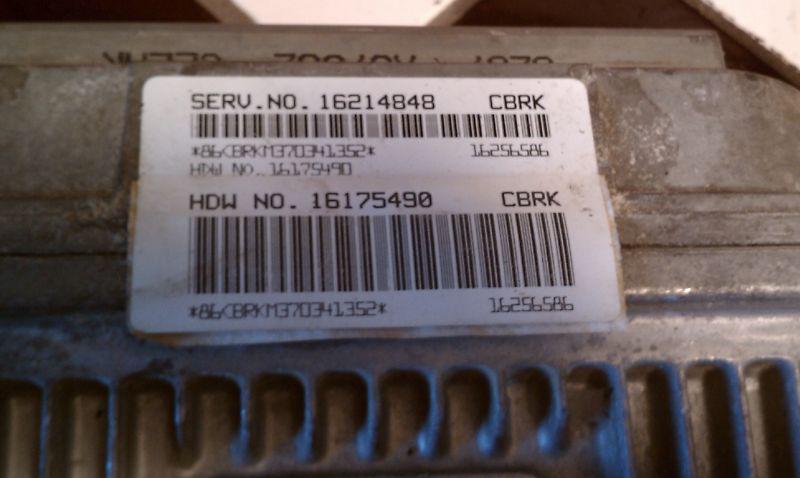 SERV.NO. 16214848 CBRK
*86CBRKM370341352* 16256586
HDW NO. 16175490
HDW NO. 16175490 CBRK
*86CBRKM370341352* 16256586